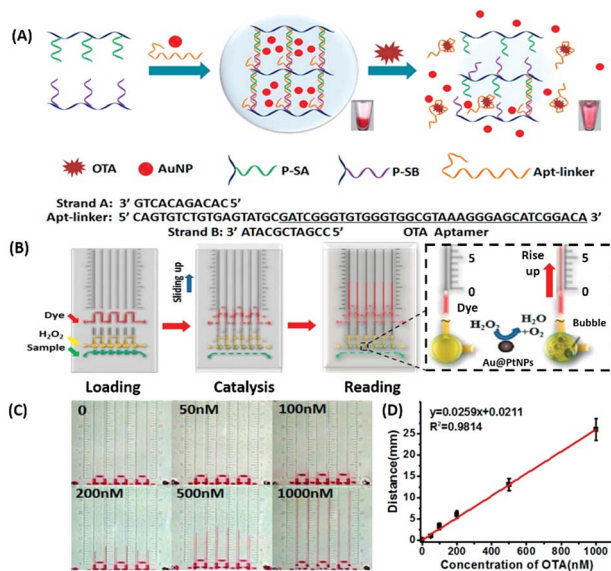 (A)
OTA AuNP P-SA P-SB Apt-linker
Strand A: 3' GTCACAGACAC 5'
Apt-linker: 5' CAGTGTCTGTGAGTATGCGATCGGGTGTGGGTGGCGTAAAGGGAGCATCGGACA 3'
Strand B: 3' ATACGCTAGCC 5' OTA Aptamer
(B)
Sliding up
Dye
H2O2
Sample
Loading Catalysis Reading
5
0
Dye
H2O2
H2O
+O2
Au@PtNPs
Rise
up
5
0
Bubble
(C)
0 50nM 100nM
200nM 500nM 1000nM
(D)
y=0.0259x+0.0211
R²=0.9814
Distance(mm)
30
25
20
15
10
5
0
0 200 400 600 800 1000
Concentration of OTA(nM)